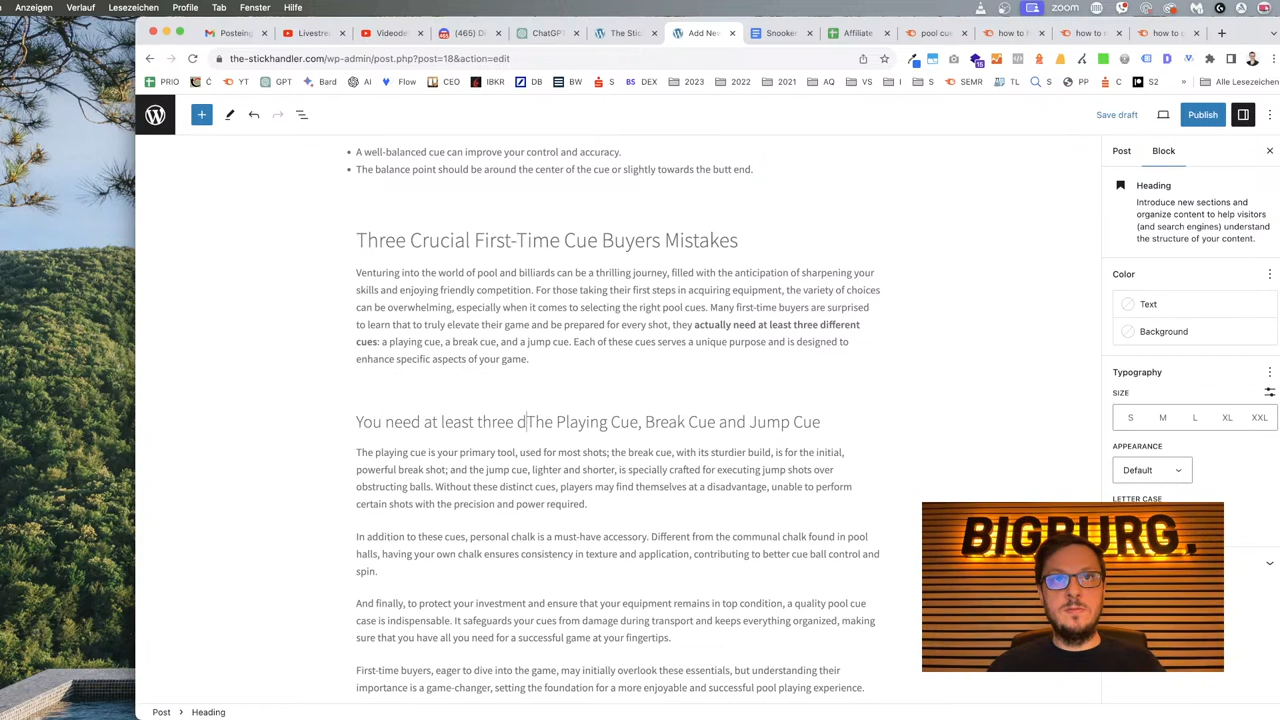 Anzeigen Verlauf Lesezeichen Profile Tab Fenster Hilfe zoom
Posteing Livestrea Videodet (465) Di ChatGPT The Stic Add New Snooker Affiliate pool cue how to h how to how to c
the-stickhandler.com/wp-admin/post.php?post=18&action=edit
PRIO C YT GPT Bard AI Flow CEO IBKR DB BW S DEX 2023 2022 2021 AQ VS I S SEMR TL S PP C S2 » Alle Lesezeichen
Save draft Publish
A well-balanced cue can improve your control and accuracy.
The balance point should be around the center of the cue or slightly towards the butt end.
Three Crucial First-Time Cue Buyers Mistakes
Venturing into the world of pool and billiards can be a thrilling journey, filled with the anticipation of sharpening your
skills and enjoying friendly competition. For those taking their first steps in acquiring equipment, the variety of choices
can be overwhelming, especially when it comes to selecting the right pool cues. Many first-time buyers are surprised
to learn that to truly elevate their game and be prepared for every shot, they actually need at least three different
cues: a playing cue, a break cue, and a jump cue. Each of these cues serves a unique purpose and is designed to
enhance specific aspects of your game.
You need at least three dThe Playing Cue, Break Cue and Jump Cue
The playing cue is your primary tool, used for most shots; the break cue, with its sturdier build, is for the initial,
powerful break shot; and the jump cue, lighter and shorter, is specially crafted for executing jump shots over
obstructing balls. Without these distinct cues, players may find themselves at a disadvantage, unable to perform
certain shots with the precision and power required.
In addition to these cues, personal chalk is a must-have accessory. Different from the communal chalk found in pool
halls, having your own chalk ensures consistency in texture and application, contributing to better cue ball control and
spin.
And finally, to protect your investment and ensure that your equipment remains in top condition, a quality pool cue
case is indispensable. It safeguards your cues from damage during transport and keeps everything organized, making
sure that you have all you need for a successful game at your fingertips.
First-time buyers, eager to dive into the game, may initially overlook these essentials, but understanding their
importance is a game-changer, setting the foundation for a more enjoyable and successful pool playing experience.
Post Block
Heading
Introduce new sections and
organize content to help visitors
(and search engines) understand
the structure of your content.
Color
Text
Background
Typography
SIZE
S M L XL XXL
APPEARANCE
Default
LETTER CASE
BIGBURG.
Post > Heading